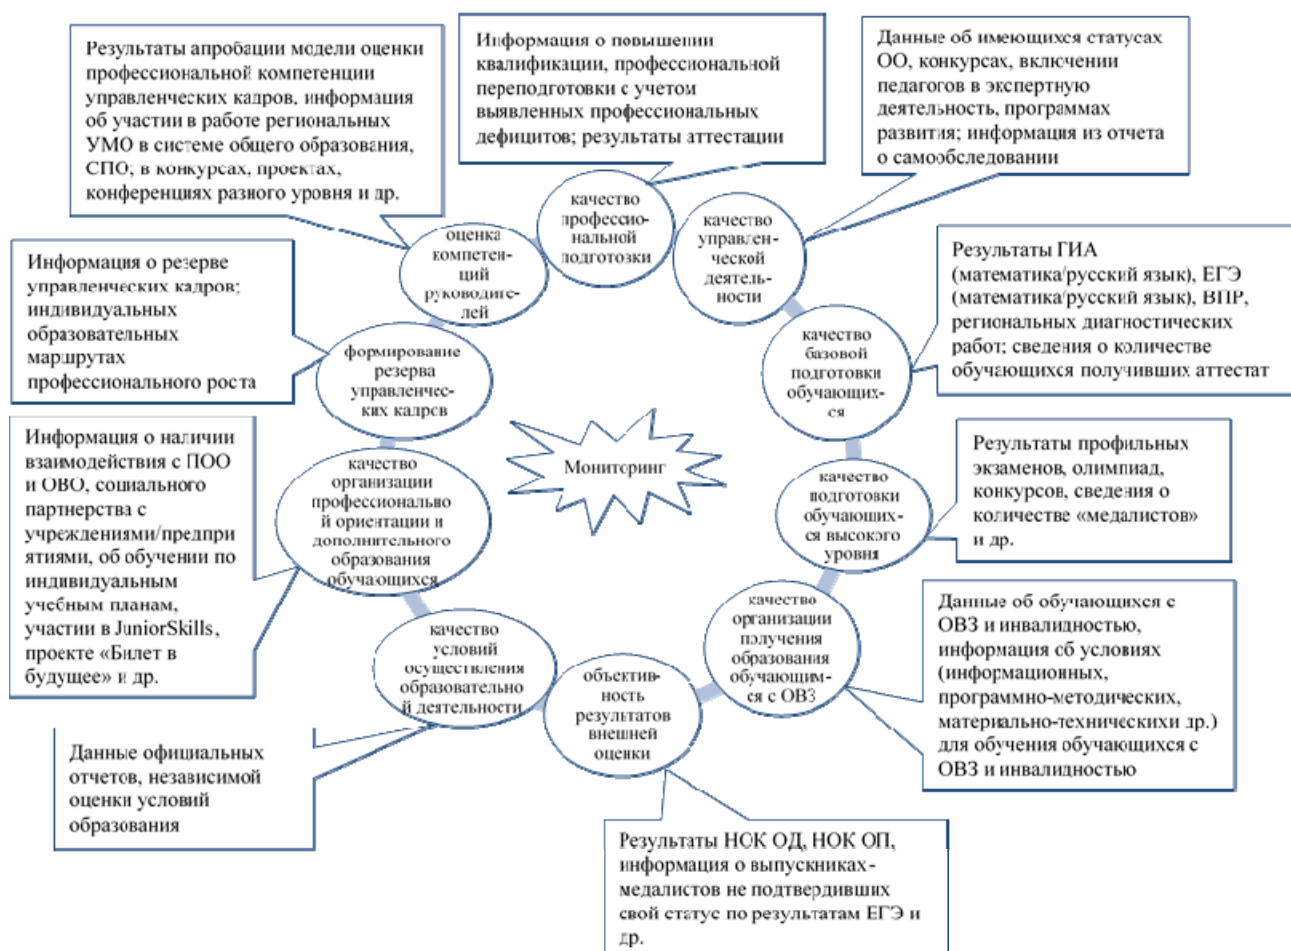 Результаты апробации модели оценки
профессиональной компетенции
управленческих кадров, информация
об участии в работе региональных
УМО в системе общего образования,
СПО; в конкурсах, проектах,
конференциях разного уровня и др.
Информация о повышении
квалификации, профессиональной
переподготовки с учетом
выявленных профессиональных
дефицитов; результаты аттестации
Данные об имеющихся статусах
ОО, конкурсах, включении
педагогов в экспертную
деятельность, программах
развития; информация из отчета
о самообследовании
качество
профессио-
нальной
подготовки
качество
управлен-
ческой
деятель-
ности
оценка
компетен-
ций
руководите-
лей
Информация о резерве
управленческих кадров;
индивидуальных
образовательных
маршрутах
профессионального роста
Результаты ГИА
(математика/русский язык), ЕГЭ
(математика/русский язык), ВПР,
региональных диагностических
работ; сведения о количестве
обучающихся получивших аттестат
формирование
резерва
управленчес-
ких кадров
качество
базовой
подготовки
обучающих-
ся
Информация о наличии
взаимодействия с ПОО
и ОВО, социального
партнерства с
учреждениями/предпри
ятиями, об обучении по
индивидуальным
учебным планам,
участии в JuniorSkills,
проекте «Билет в
будущее» и др.
качество
организации
профессионально
й ориентации и
дополнительного
образования
обучающихся
Мониторинг
качество
подготовки
обучающих-
ся высокого
уровня
Результаты профильных
экзаменов, олимпиад,
конкурсов, сведения о
количестве «медалистов»
и др.
качество
условий
осуществления
образовательно
й деятельности
объектив-
ность
результатов
внешней
оценки
качество
организации
получения
образования
обучающим-
ся с ОВЗ
Данные об обучающихся с
ОВЗ и инвалидностью,
информация об условиях
(информационных,
программно-методических,
материально-техническихи др.)
для обучения обучающихся с
ОВЗ и инвалидностью
Данные официальных
отчетов, независимой
оценки условий
образования
Результаты НОК ОД, НОК ОП,
информация о выпускниках-
медалистов не подтвердивших
свой статус по результатам ЕГЭ и
др.